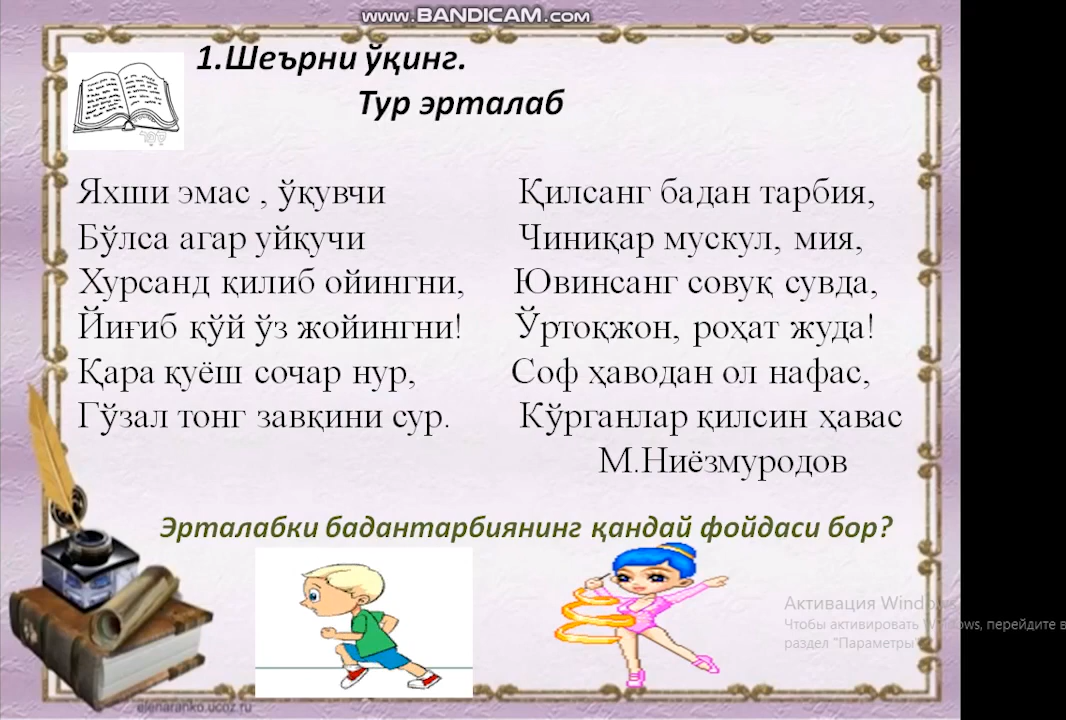 www.BANDICAM.com
1.Шеърни ўқинг.
Тур эрталаб
Яхши эмас , ўқувчи
Бўлса агар уйқучи
Хурсанд қилиб ойингни,
Йиғиб қўй ўз жойингни!
Қара қуёш сочар нур,
Гўзал тонг завқини сур.
Қилсанг бадан тарбия,
Чиниқар мускул, мия,
Ювинсанг совуқ сувда,
Ўртоқжон, роҳат жуда!
Соф ҳаводан ол нафас,
Кўрганлар қилсин ҳавас
М.Ниёзмуродов
Эрталабки бадантарбиянинг қандай фойдаси бор?
Активация Windows
Чтобы активировать Windows, перейдите в
раздел "Параметры"
elenaranko.ucoz.ru